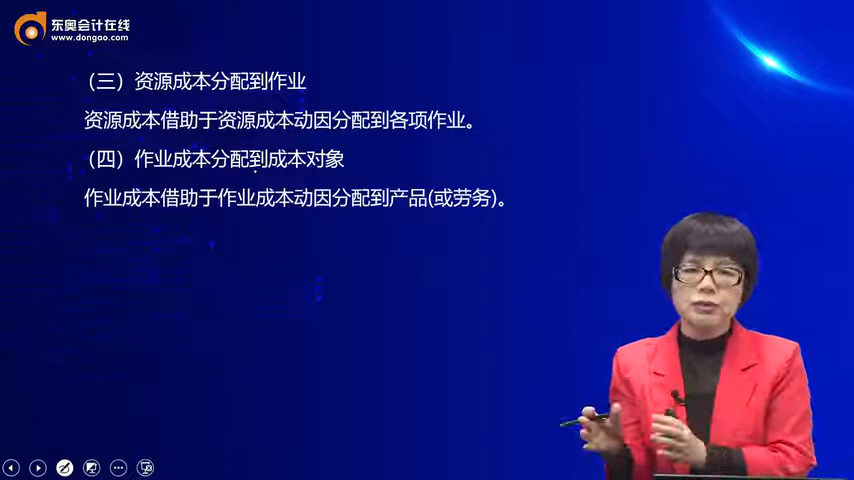 东奥会计在线
www.dongao.com
（三）资源成本分配到作业
资源成本借助于资源成本动因分配到各项作业。
（四）作业成本分配到成本对象
作业成本借助于作业成本动因分配到产品(或劳务)。